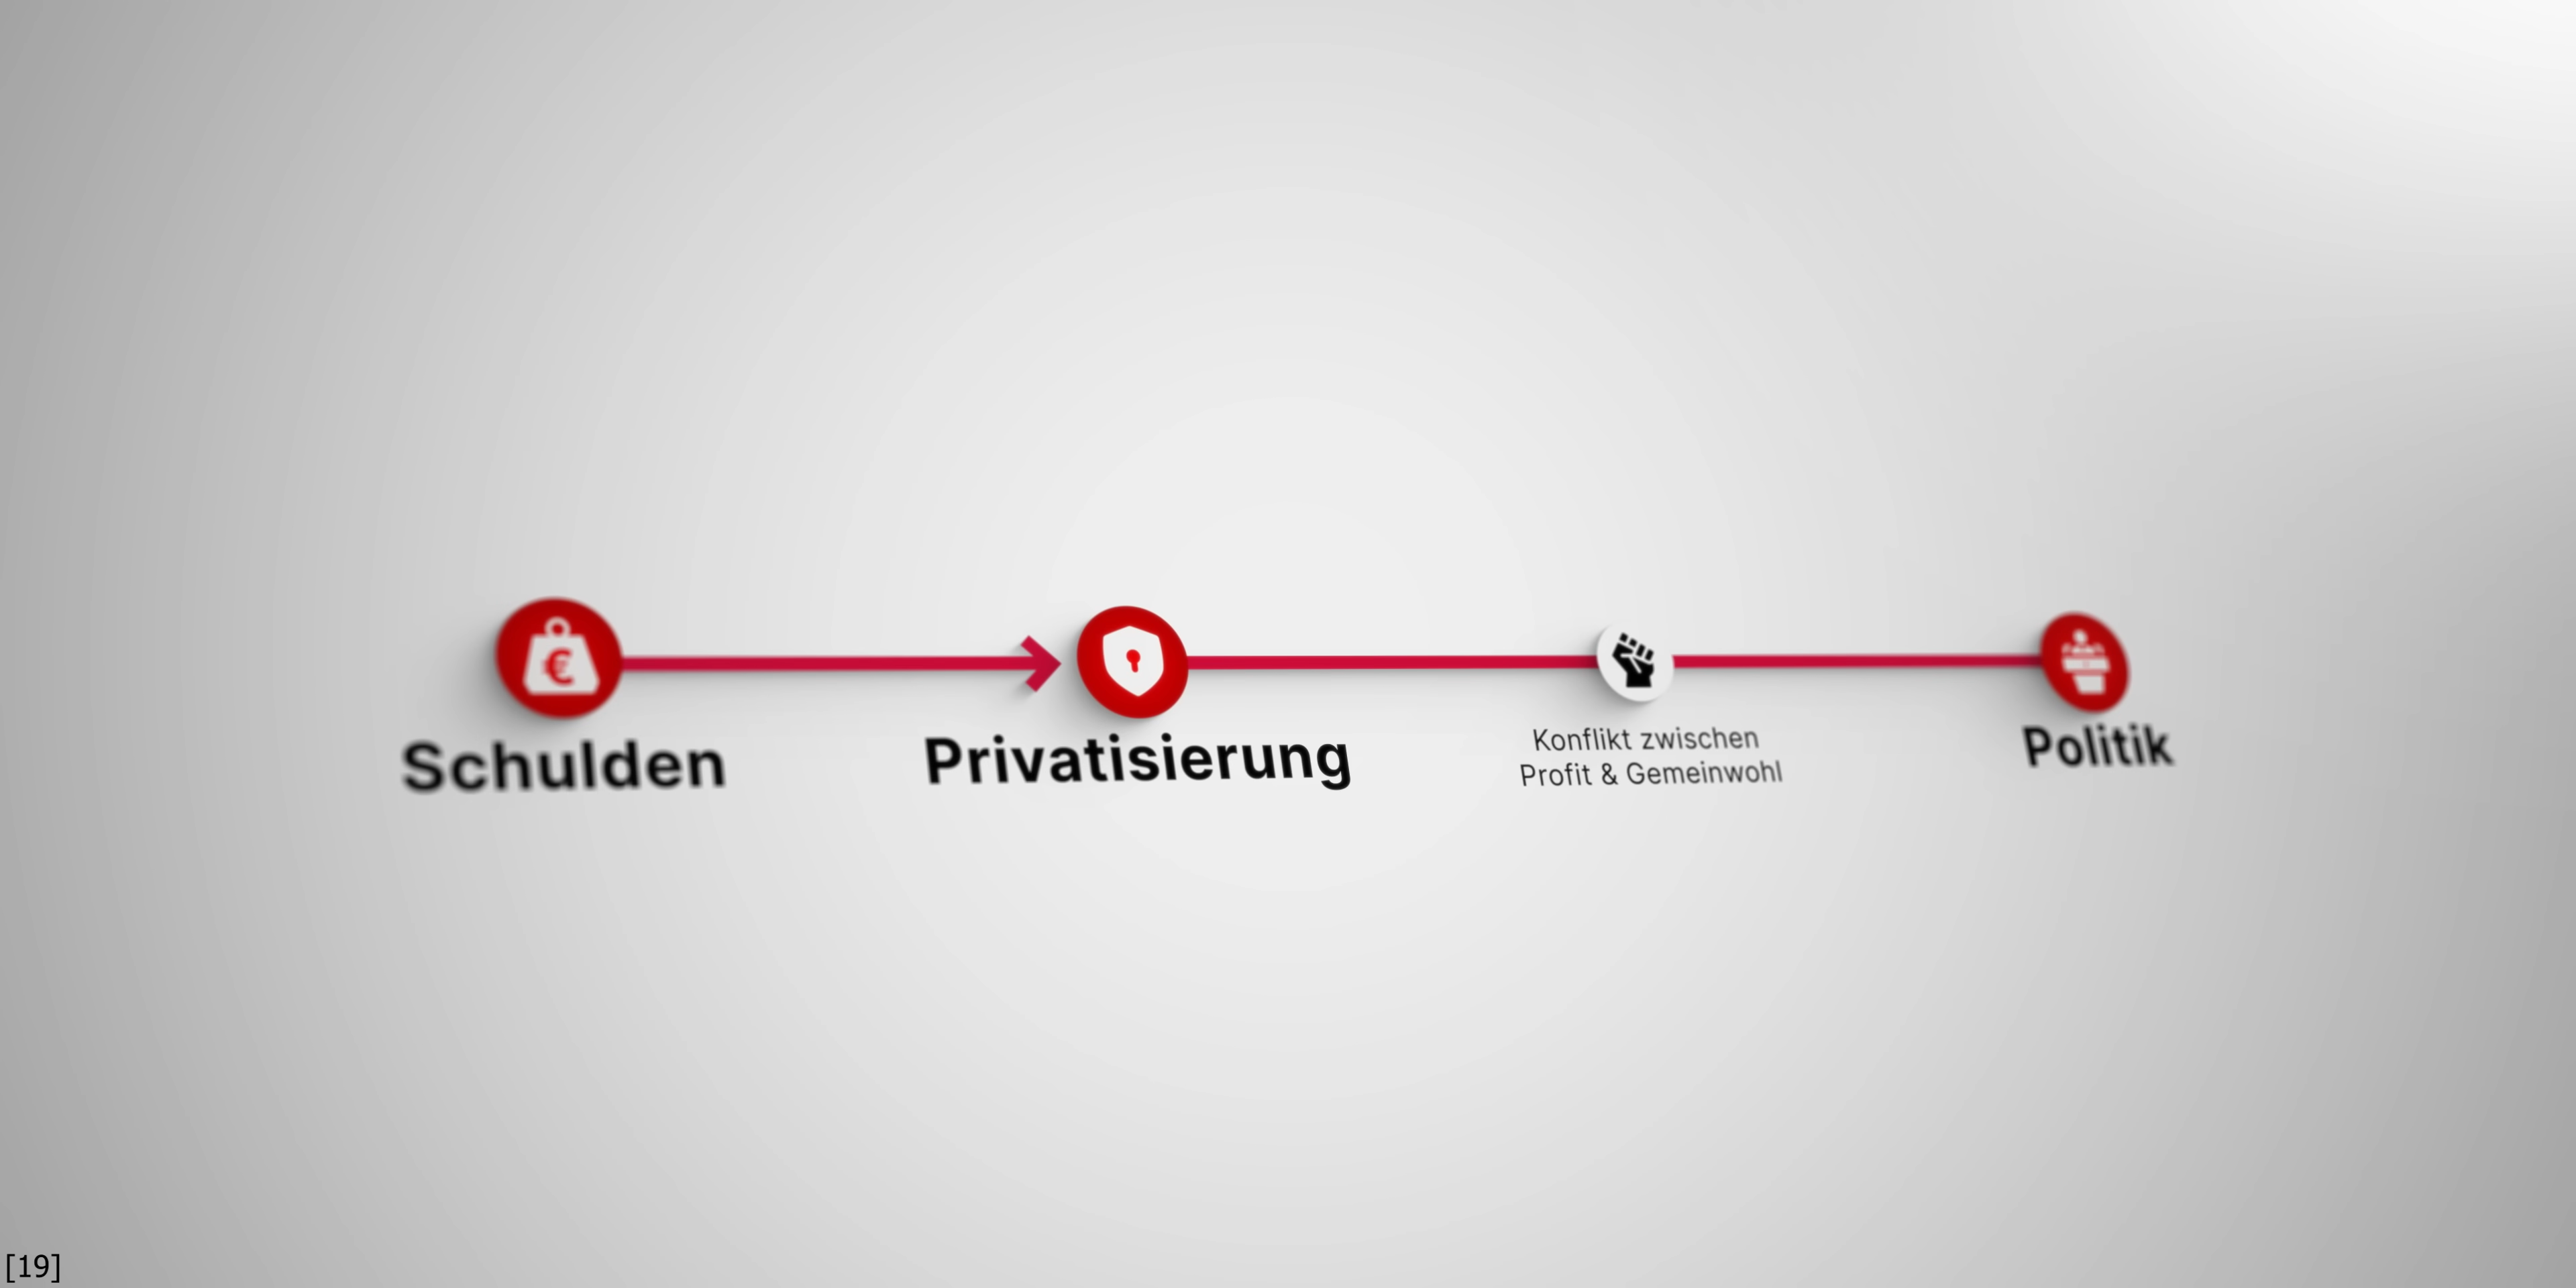 Schulden
Privatisierung
Konflikt zwischen
Profit & Gemeinwohl
Politik
[19]